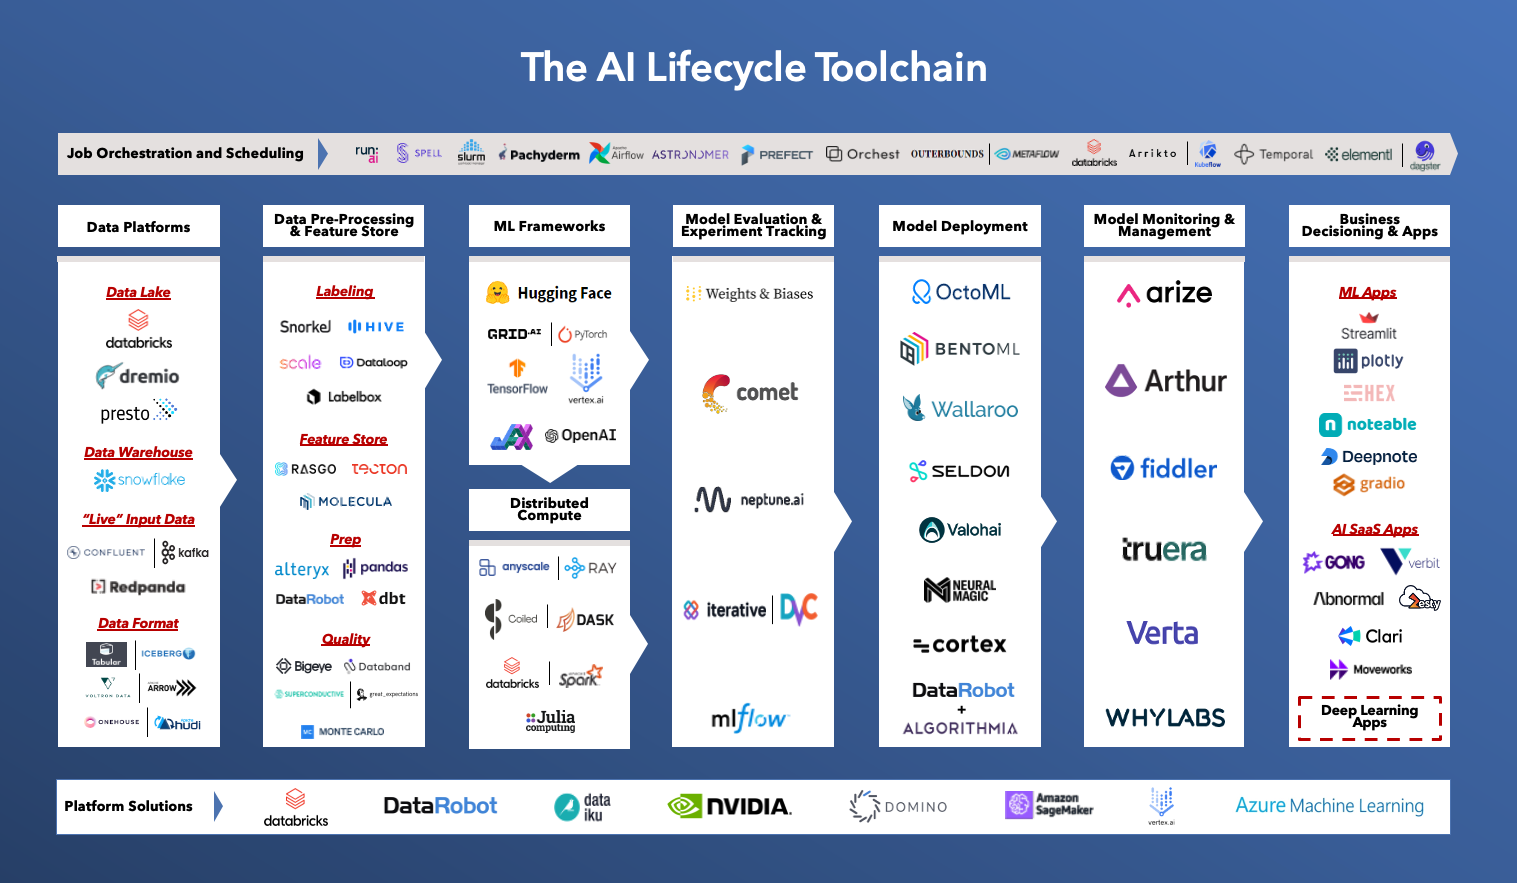 The AI Lifecycle Toolchain
Job Orchestration and Scheduling
run:
ai
SPELL
slurm
Pachyderm
Apache
Airflow
ASTRONOMER
PREFECT
Orchest
OUTERBOUNDS
METAFLOW
databricks
Arrikto
Kubeflow
Temporal
elementl
dagster
Data Platforms
Data Lake
databricks
dremio
presto
Data Warehouse
snowflake
“Live” Input Data
CONFLUENT
kafka
Redpanda
Data Format
Tabular
ICEBERG
VOLTRON DATA
ARROW
ONEHOUSE
hudi
Data Pre-Processing
& Feature Store
Labeling
Snorkel
HIVE
scale
DataLoop
Labelbox
Feature Store
RASGO
TECTON
MOLECULA
Prep
alteryx
pandas
DataRobot
dbt
Quality
Bigeye
Databand
SUPERCONDUCTIVE
great_expectations
MC
MONTE CARLO
ML Frameworks
Hugging Face
GRID.AI
PyTorch
TensorFlow
vertex.ai
JAX
OpenAI
Distributed
Compute
anyscale
RAY
Coiled
DASK
databricks
Spark
Julia
computing
Model Evaluation &
Experiment Tracking
Weights & Biases
comet
neptune.ai
iterative
DVC
mlflow
Model Deployment
OctoML
BENTOML
Wallaroo
SELDON
Valohai
NEURAL
MAGIC
cortex
DataRobot
+
ALGORITHMIA
Model Monitoring &
Management
arize
Arthur
fiddler
truera
Verta
WHYLABS
Business
Decisioning & Apps
ML Apps
Streamlit
plotly
HEX
n
noteable
Deepnote
gradio
AI SaaS Apps
GONG
verbit
Abnormal
Zesty
Clari
Moveworks
Deep Learning
Apps
Platform Solutions
databricks
DataRobot
data
iku
NVIDIA.
DOMINO
Amazon
SageMaker
vertex.ai
Azure Machine Learning